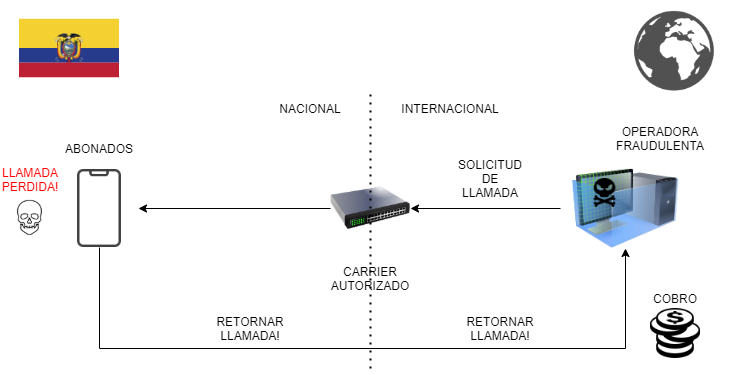 NACIONAL
INTERNACIONAL
OPERADORA
FRAUDULENTA
ABONADOS
LLAMADA
PERDIDA!
SOLICITUD
DE
LLAMADA
CARRIER
AUTORIZADO
RETORNAR
LLAMADA!
RETORNAR
LLAMADA!
COBRO